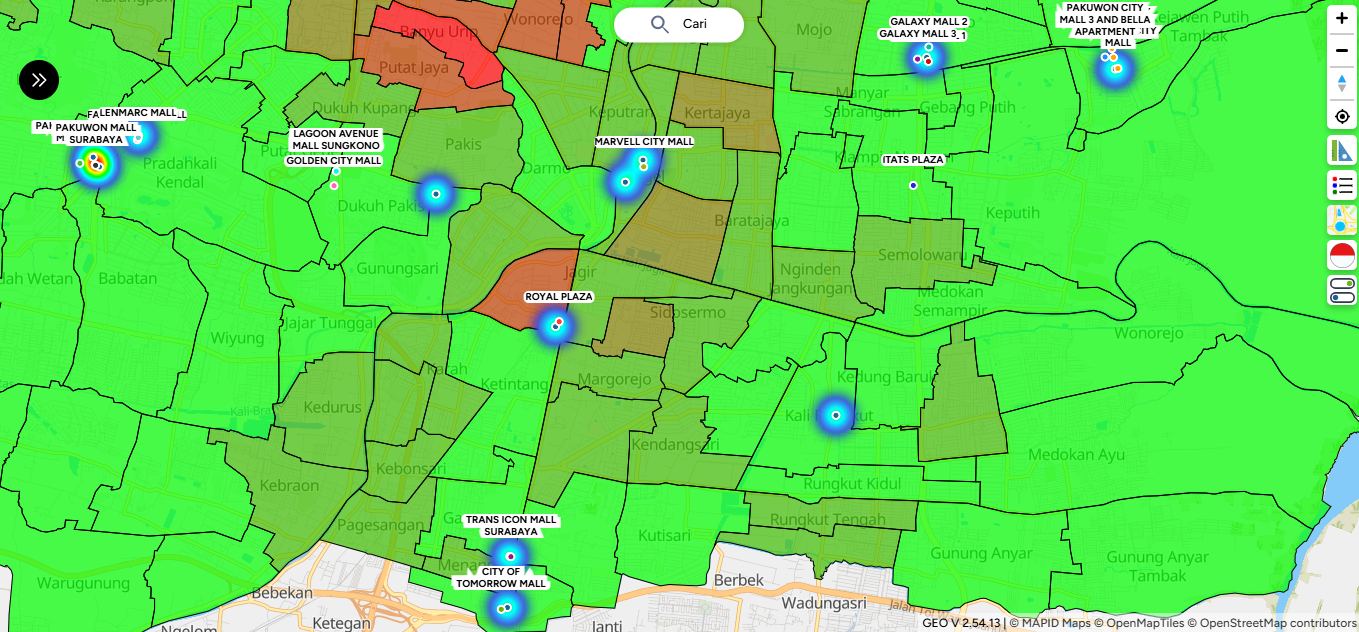 Wonorejo
Cari
Banyu Urip
Mojo
GALAXY MALL 2
GALAXY MALL 3
PAKUWON CITY
MALL 3 AND BELLA
APARTMENT
MALL
Tambak
Putat Jaya
Dukuh Kupang
Keputran
Kertajaya
Manyar
Sabrangan
Gebang Putih
LENMARC MALL
PAKUWON MALL
SURABAYA
LAGOON AVENUE
MALL SUNGKONO
GOLDEN CITY MALL
Pakis
MARVELL CITY MALL
ITATS PLAZA
Pradahkali
Kendal
Darmo
Dukuh Pakis
Baratajaya
Keputih
Babatan
Gunungsari
Jagir
Nginden
Jangkungan
Semolowaru
Medokan
Semampir
ROYAL PLAZA
Sidosermo
Wiyung
Jajar Tunggal
Wonorejo
Karah
Ketintang
Margorejo
Kedung Baruk
Kedurus
Kendangsari
Medokan Ayu
Kebonsari
Kebraon
Rungkut Kidul
Pagesangan
TRANS ICON MALL
SURABAYA
Kutisari
Rungkut Tengah
Gunung Anyar
Gunung Anyar
Tambak
Warugunung
CITY OF
TOMORROW MALL
Bebekan
Berbek
Wadungasri
Ketegan
Ngelom
Janti
GEO V 2.54.13 | © MAPID Maps © OpenMapTiles © OpenStreetMap contributors